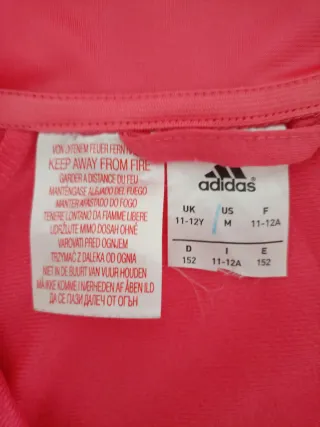 VON OFFENEM FEUER FERN
KEEP AWAY FROM FIRE
GARDER A DISTANCE DU FEU
MANTENGASE ALEJADO DEL FUEGO
MANTER AFASTADO DO FOGO
TENERE LONTANO DA FIAMME LIBERE
UDRŽUJTE MIMO DOSAH OHNE
VAROVATI PRED OGNJEM
TRZYMAĆ Z DALEKA OD OGNIA
NIET IN DE BUURT VAN VUUR HOUDEN
MA IKKE KOMME I NÆRHEDEN AF ÅBEN ILD
ДА СЕ ПАЗИ ДАЛЕЧ ОТ ОГЪН
adidas
UK US F
11-12Y M 11-12A
D I E
152 11-12A 152